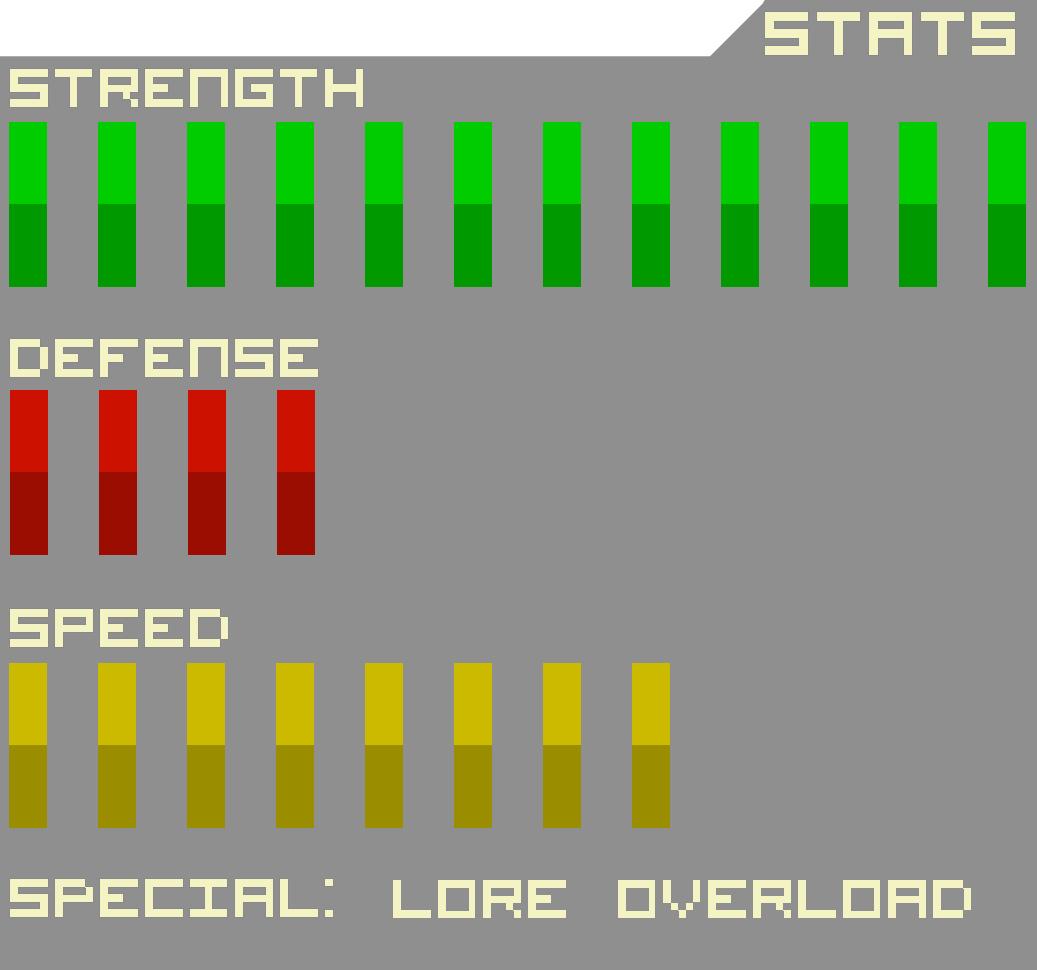 STATS
STRENGTH
DEFENSE
SPEED
SPECIAL: LORE OVERLOAD